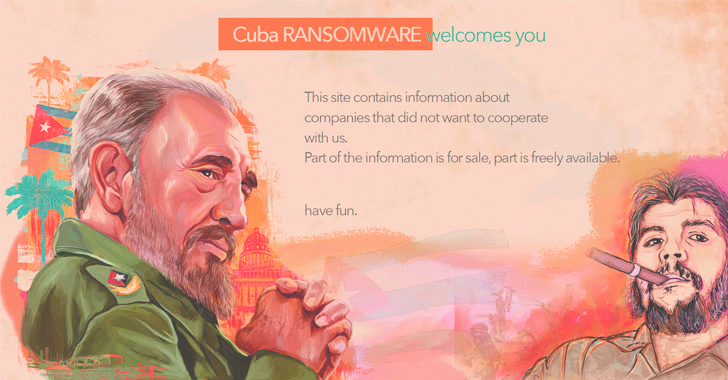 Cuba RANSOMWARE welcomes you
This site contains information about
companies that did not want to cooperate
with us.
Part of the information is for sale, part is freely available.
have fun.